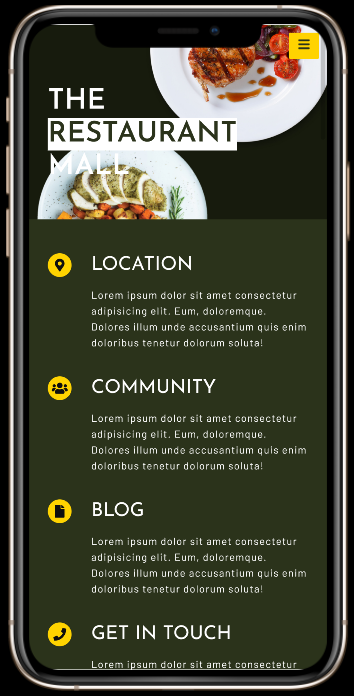 THE
RESTAURANT
MALL
LOCATION
Lorem ipsum dolor sit amet consectetur
adipisicing elit. Eum, doloremque.
Dolores illum unde accusantium quis enim
doloribus tenetur dolorum soluta!
COMMUNITY
Lorem ipsum dolor sit amet consectetur
adipisicing elit. Eum, doloremque.
Dolores illum unde accusantium quis enim
doloribus tenetur dolorum soluta!
BLOG
Lorem ipsum dolor sit amet consectetur
adipisicing elit. Eum, doloremque.
Dolores illum unde accusantium quis enim
doloribus tenetur dolorum soluta!
GET IN TOUCH
Lorem ipsum dolor sit amet consectetur